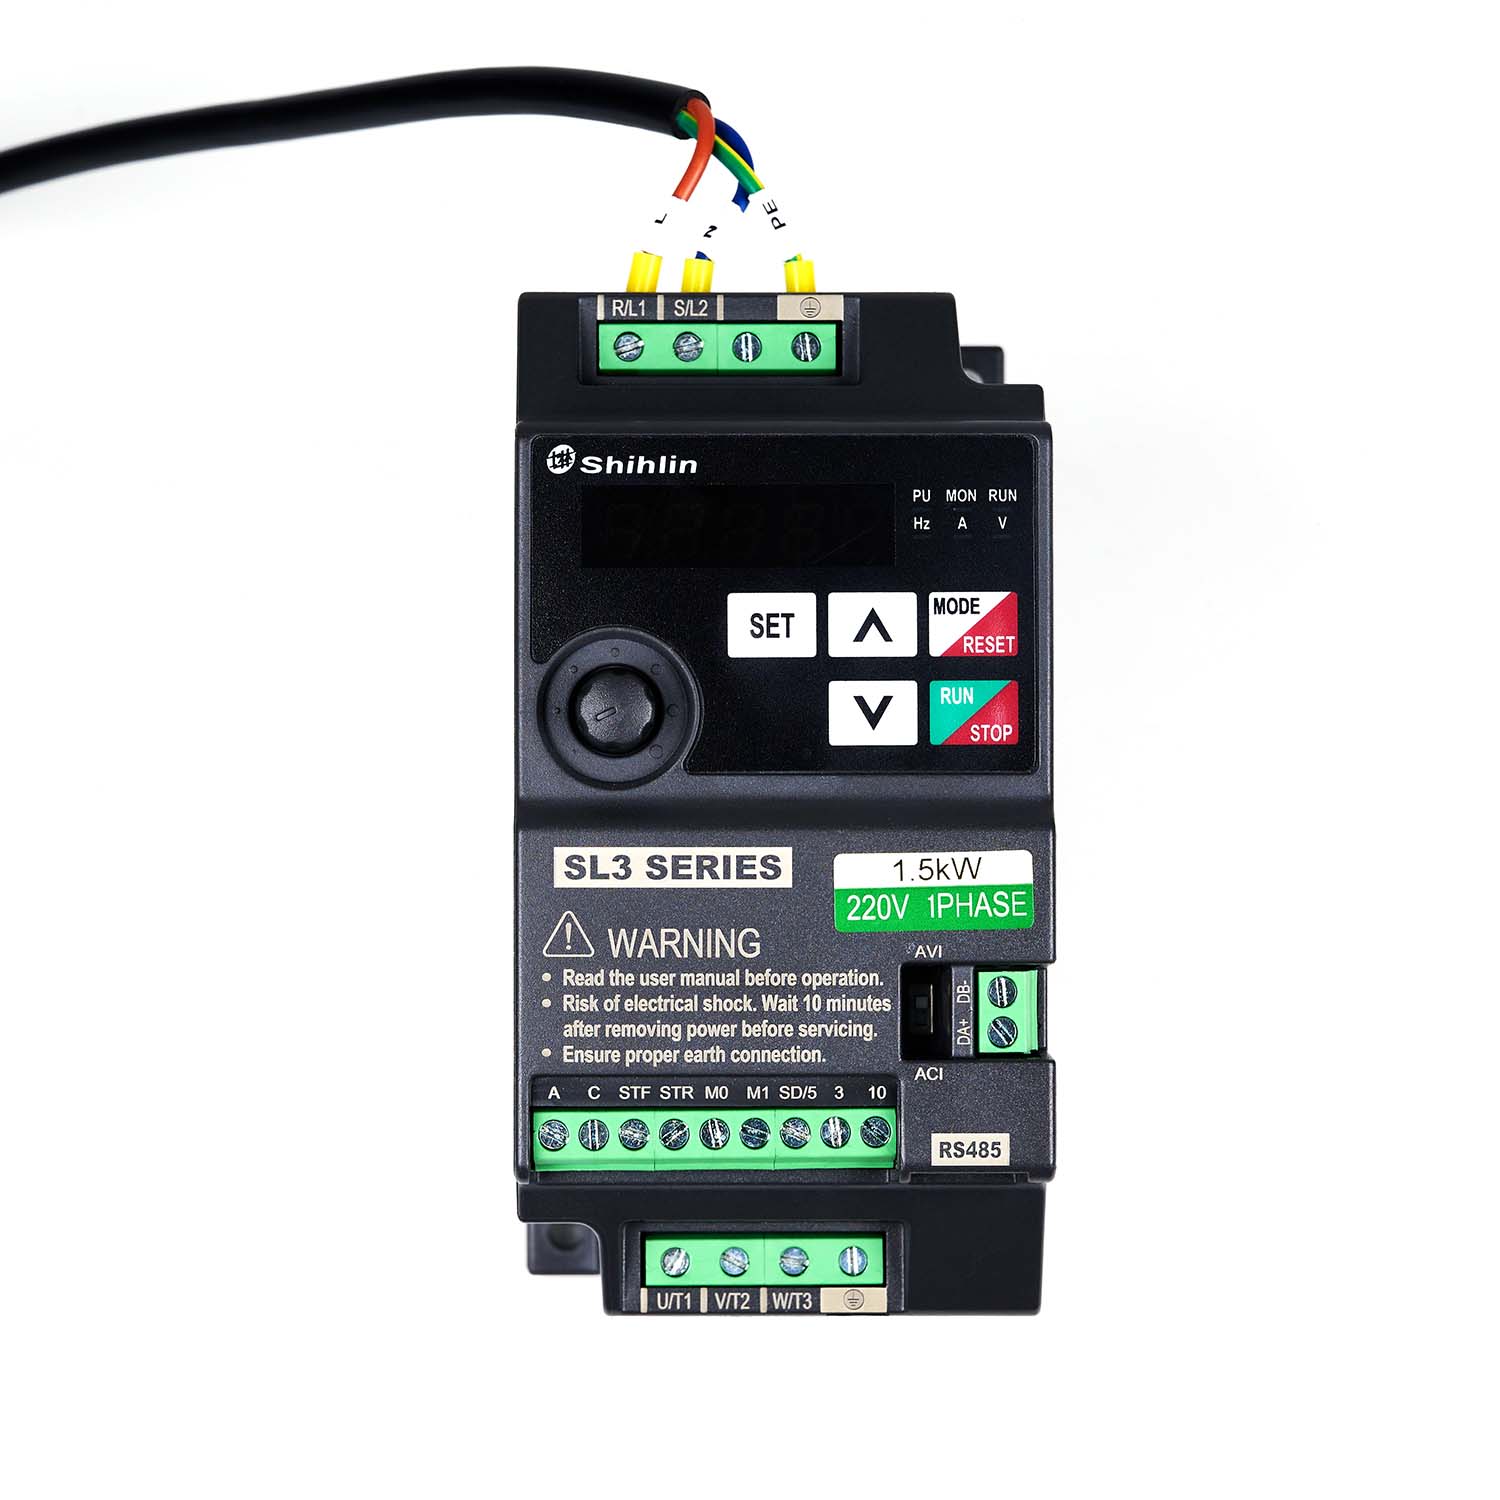 L
2
PE
R/L1 S/L2
Shihlin
PU MON RUN
Hz A V
SET
MODE
RESET
RUN
STOP
SL3 SERIES
1.5kW
220V 1PHASE
WARNING
• Read the user manual before operation.
• Risk of electrical shock. Wait 10 minutes
after removing power before servicing.
• Ensure proper earth connection.
AVI
DA+ DB-
ACI
A C STF STR M0 M1 SD/5 3 10
RS485
U/T1 V/T2 W/T3